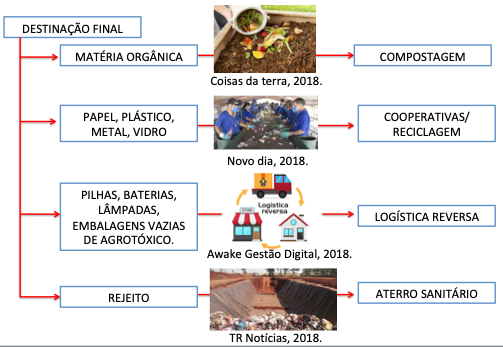 DESTINAÇÃO FINAL
MATÉRIA ORGÂNICA
COMPOSTAGEM
Coisas da terra, 2018.
PAPEL, PLÁSTICO,
METAL, VIDRO
COOPERATIVAS/
RECICLAGEM
Novo dia, 2018.
PILHAS, BATERIAS,
LÂMPADAS,
EMBALAGENS VAZIAS
DE AGROTÓXICO.
STORE
Logística
reversa
LOGÍSTICA REVERSA
Awake Gestão Digital, 2018.
REJEITO
ATERRO SANITÁRIO
TR Notícias, 2018.